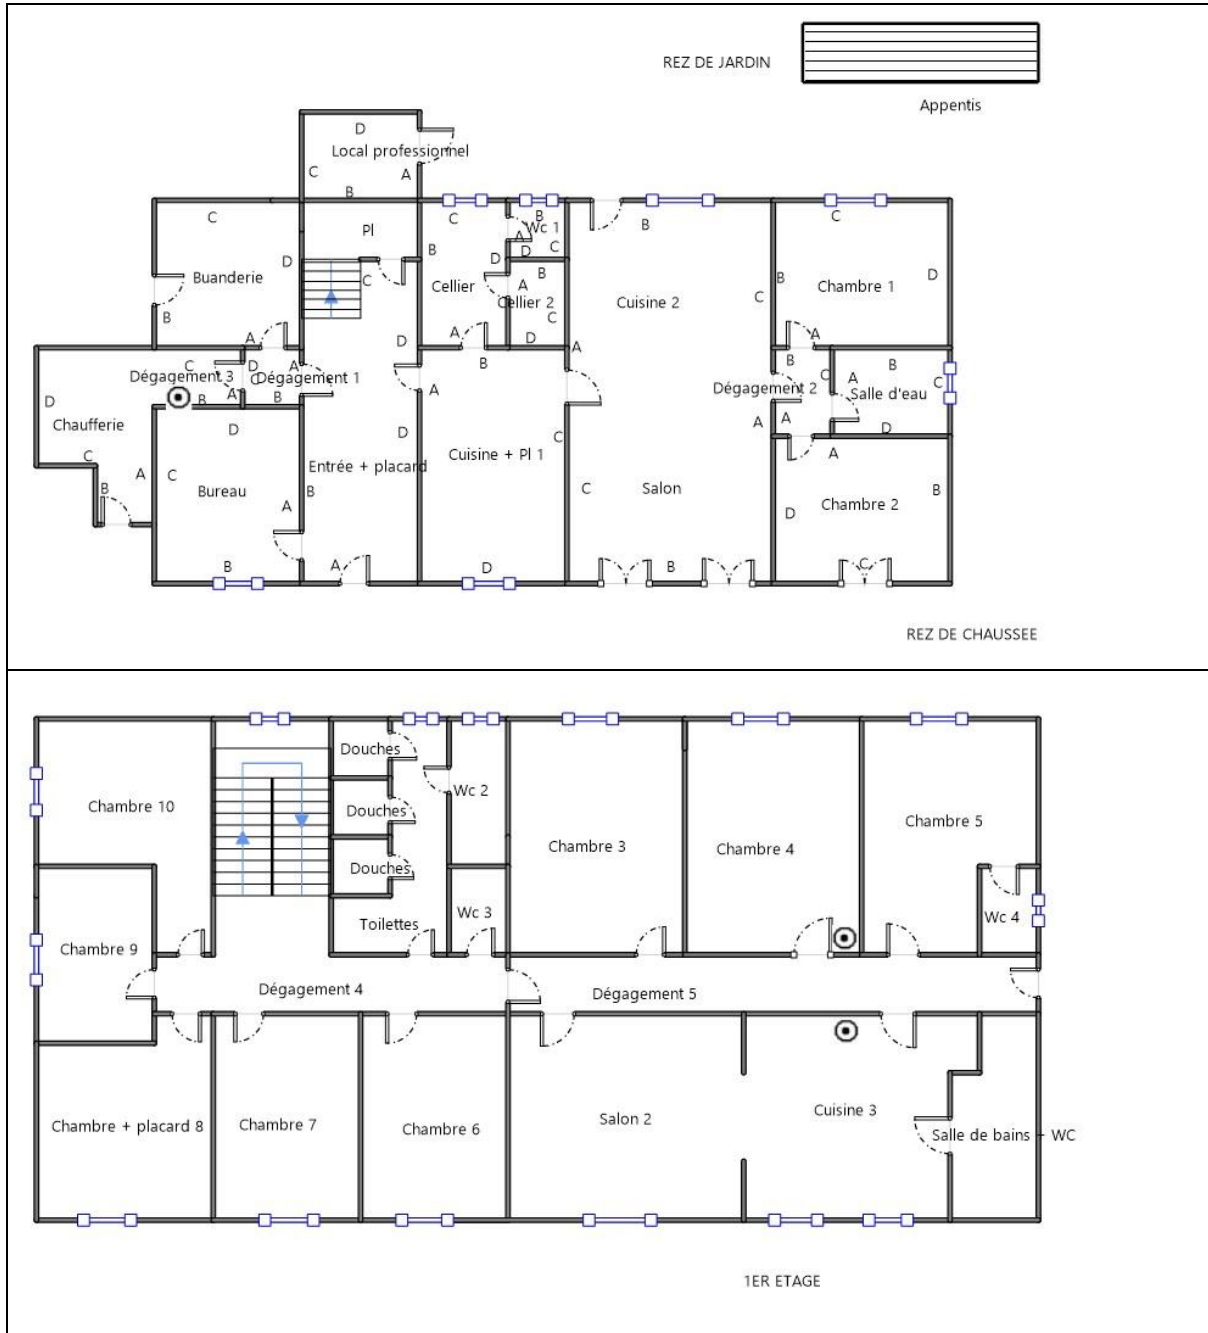 REZ DE JARDIN
Appentis
D
Local professionnel
C
A
B
C
Pl
C
B
Wc 1
A
D
C
B
C
B
D
Buanderie
C
B
D
A
B
Cellier
Cellier 2
C
Cuisine 2
C
B
Chambre 1
D
B
A
D
A
D
A
B
A
A
C
Dégagement 3
D
Dégagement 1
C
A
B
A
B
B
Dégagement 2
C
A
Salle d'eau
B
C
D
A
D
Chaufferie
C
A
B
D
C
Bureau
A
B
D
Entrée + placard
B
A
Cuisine + Pl 1
D
C
C
Salon
B
A
A
D
Chambre 2
B
C
REZ DE CHAUSSEE
Douches
Chambre 10
Douches
Wc 2
Chambre 3
Chambre 4
Chambre 5
Douches
Toilettes
Wc 3
Wc 4
Chambre 9
Dégagement 4
Dégagement 5
Chambre + placard 8
Chambre 7
Chambre 6
Salon 2
Cuisine 3
Salle de bains + WC
1ER ETAGE